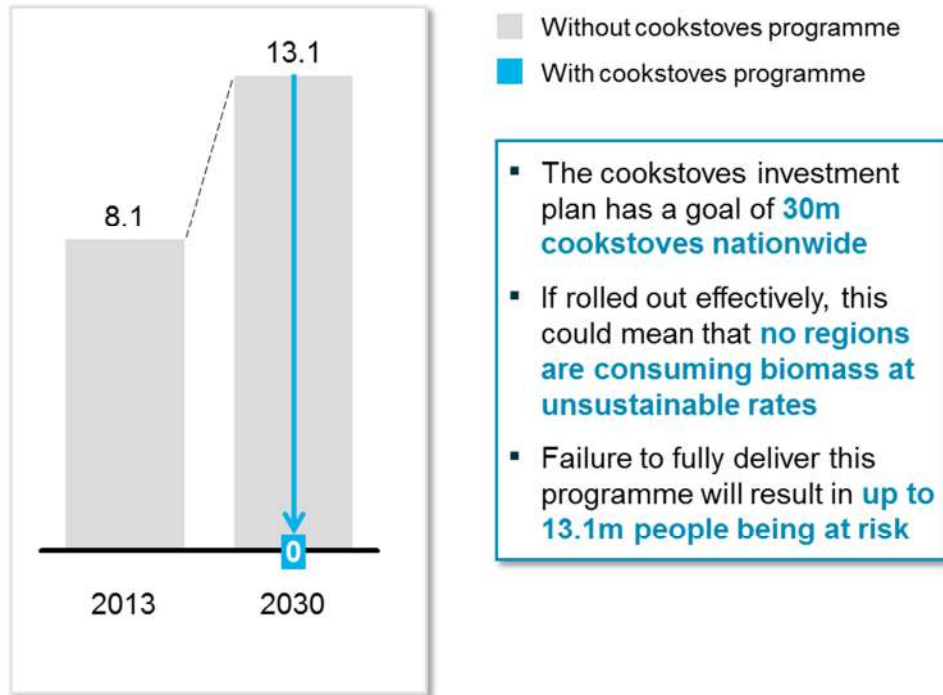 13.1
8.1
0
2013
2030
Without cookstoves programme
With cookstoves programme
▪ The cookstoves investment
plan has a goal of 30m
cookstoves nationwide
▪ If rolled out effectively, this
could mean that no regions
are consuming biomass at
unsustainable rates
▪ Failure to fully deliver this
programme will result in up to
13.1m people being at risk